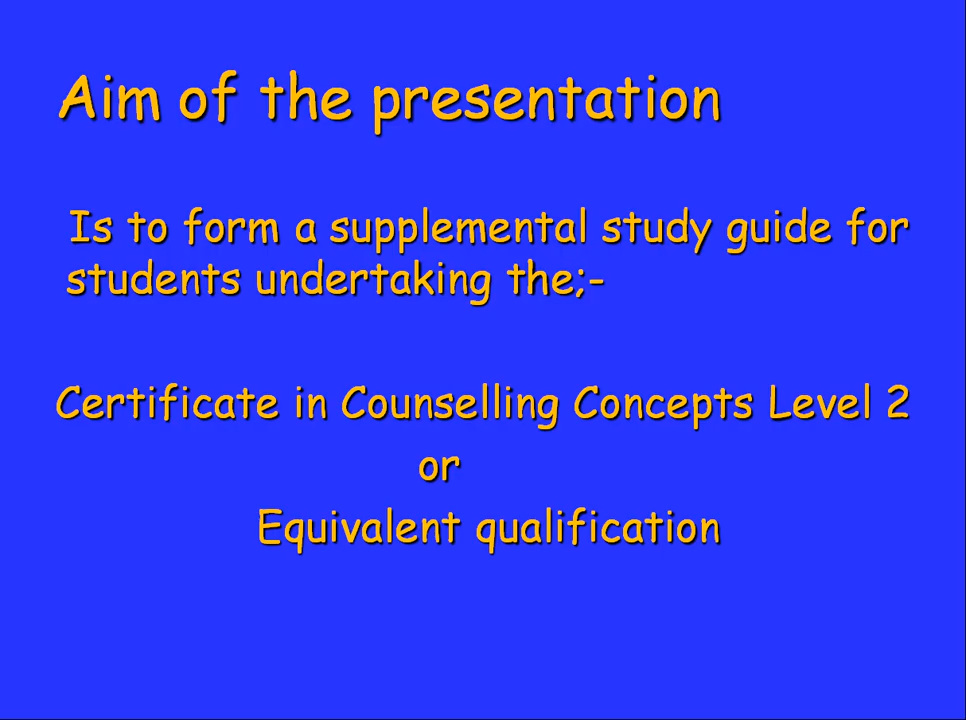 Aim of the presentation
Is to form a supplemental study guide for
students undertaking the;-
Certificate in Counselling Concepts Level 2
or
Equivalent qualification